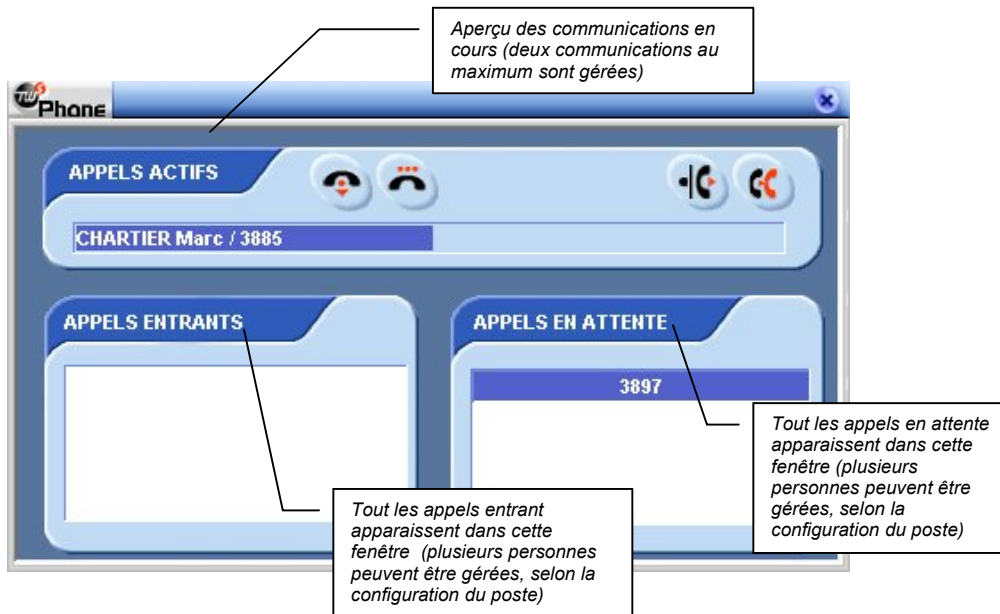 Aperçu des communications en
cours (deux communications au
maximum sont gérées)
TWS
Phone
APPELS ACTIFS
CHARTIER Marc / 3885
APPELS ENTRANTS
APPELS EN ATTENTE
3897
Tout les appels en attente
apparaissent dans cette
fenêtre (plusieurs
personnes peuvent être
gérées, selon la
configuration du poste)
Tout les appels entrant
apparaissent dans cette
fenêtre (plusieurs personnes
peuvent être gérées, selon la
configuration du poste)